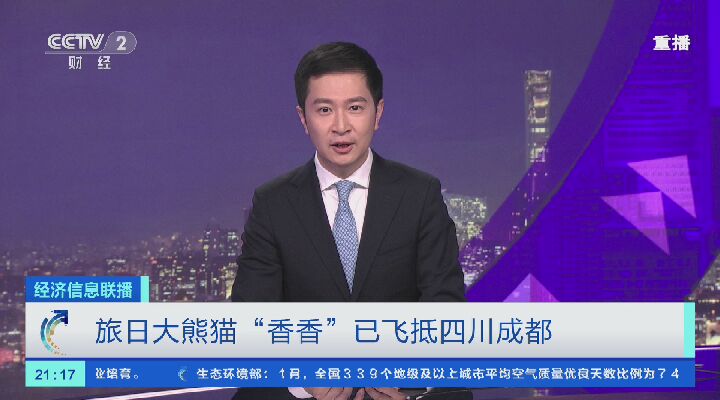 CCTV 2
财经
重播
经济信息联播
旅日大熊猫“香香”已飞抵四川成都
21:17 业培育。 生态环境部：1月，全国339个地级及以上城市平均空气质量优良天数比例为74